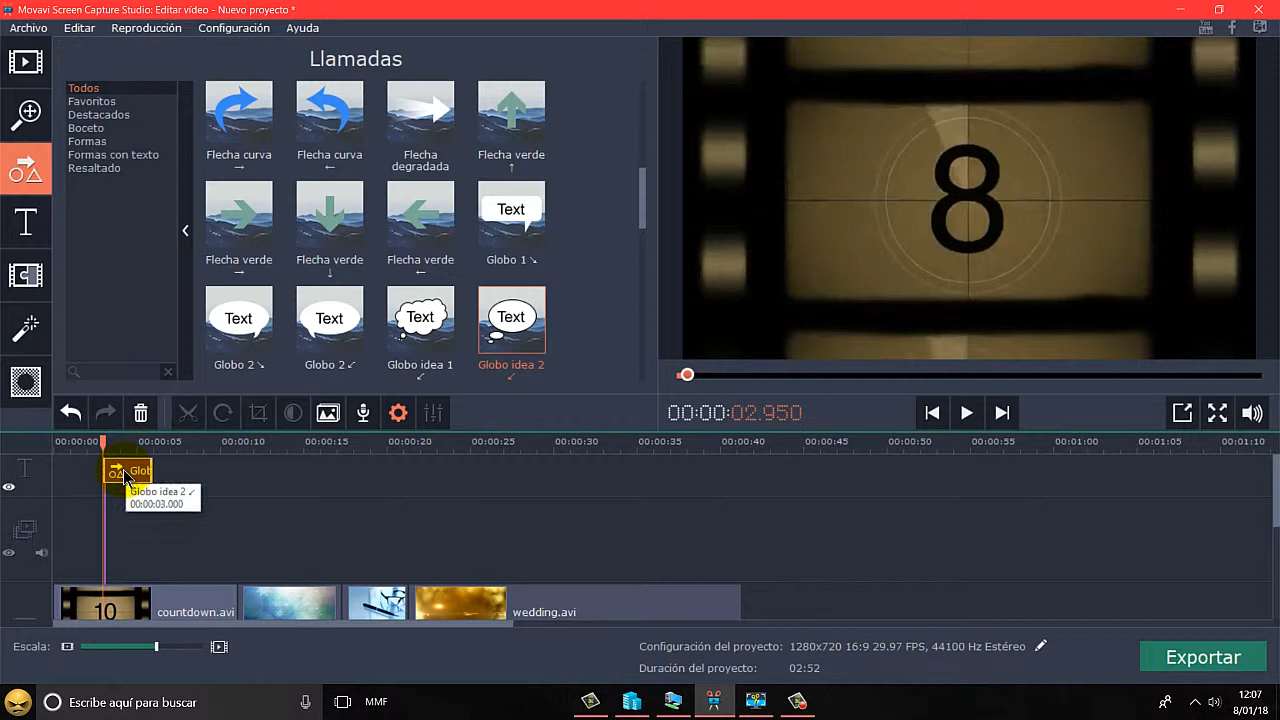 Movavi Screen Capture Studio: Editar vídeo - Nuevo proyecto *
Archivo Editar Reproducción Configuración Ayuda
Llamadas
Todos
Favoritos
Destacados
Boceto
Formas
Formas con texto
Resaltado
Flecha curva →
Flecha curva ←
Flecha degradada
Flecha verde ↑
Text
Flecha verde →
Flecha verde ↓
Flecha verde ←
Globo 1 ↘
Text
Text
Text
Text
Globo 2 ↘
Globo 2 ↙
Globo idea 1 ↙
Globo idea 2 ↙
8
00:00:02.950
00:00:00 00:00:05 00:00:10 00:00:15 00:00:20 00:00:25 00:00:30 00:00:35 00:00:40 00:00:45 00:00:50 00:00:55 00:01:00 00:01:05 00:01:10
T
Glob
Globo idea 2 ↙
00:00:03.000
10
countdown.avi
wedding.avi
Escala:
Configuración del proyecto: 1280x720 16:9 29.97 FPS, 44100 Hz Estéreo
Duración del proyecto: 02:52
Exportar
Escribe aquí para buscar
MMF
12:07
8/01/18